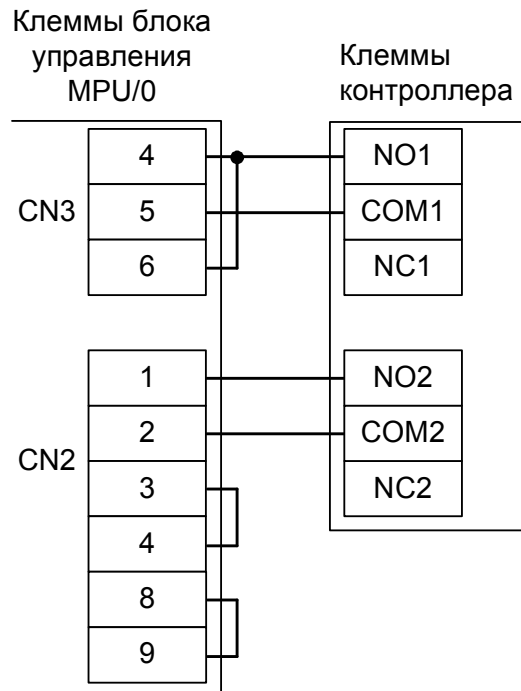 Клеммы блока
управления
MPU/0
Клеммы
контроллера
CN3
4
5
6
NO1
COM1
NC1
CN2
1
2
3
4
8
9
NO2
COM2
NC2